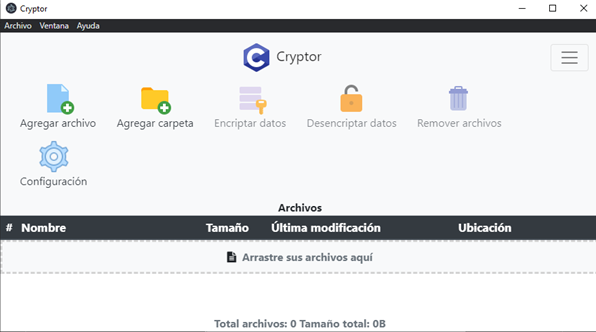 Cryptor
Archivo Ventana Ayuda
Cryptor
Agregar archivo Agregar carpeta Encriptar datos Desencriptar datos Remover archivos
Configuración
Archivos
# Nombre Tamaño Última modificación Ubicación
Arrastre sus archivos aquí
Total archivos: 0 Tamaño total: 0B